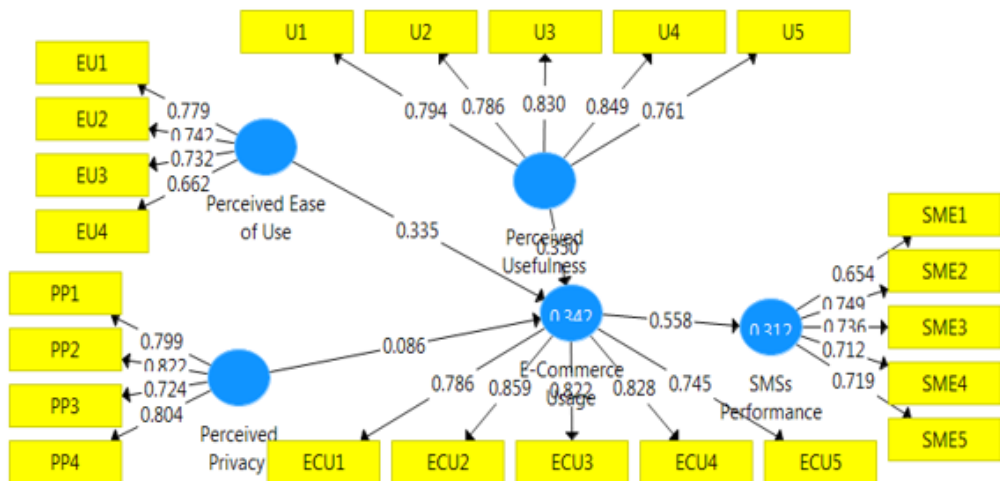 U1
U2
U3
U4
U5
EU1
EU2
EU3
EU4
0.779
0.742
0.732
0.662
0.794
0.786
0.830
0.849
0.761
Perceived Ease
of Use
Perceived
Usefulness
0.335
0.350
SME1
SME2
SME3
SME4
SME5
0.654
0.749
0.736
0.712
0.719
PP1
PP2
PP3
PP4
0.799
0.822
0.724
0.804
0.086
0.342
0.558
0.312
Perceived
Privacy
E-Commerce
Usage
SMSs
Performance
0.786
0.859
0.822
0.828
0.745
ECU1
ECU2
ECU3
ECU4
ECU5